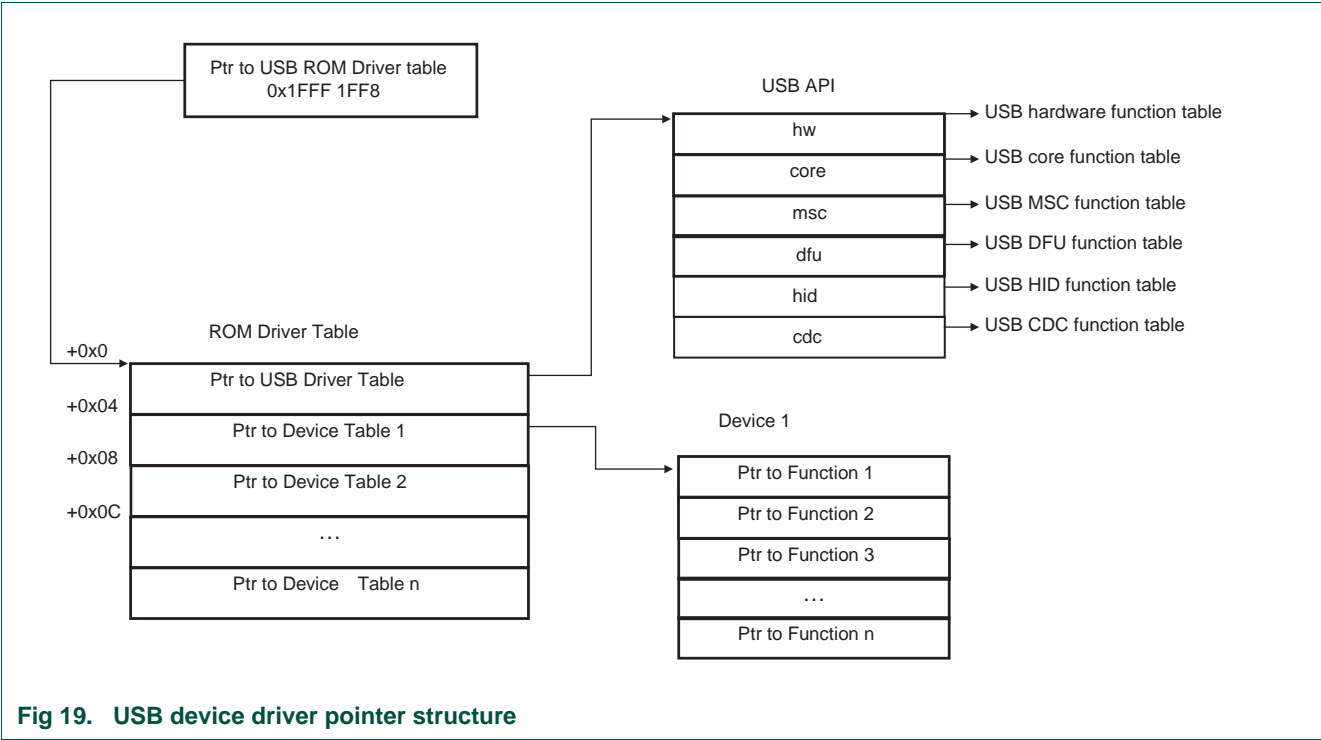 Ptr to USB ROM Driver table
0x1FFF 1FF8
USB API
hw
core
msc
dfu
hid
cdc
USB hardware function table
USB core function table
USB MSC function table
USB DFU function table
USB HID function table
USB CDC function table
ROM Driver Table
+0x0
+0x04
+0x08
+0x0C
Ptr to USB Driver Table
Ptr to Device Table 1
Ptr to Device Table 2
...
Ptr to Device Table n
Device 1
Ptr to Function 1
Ptr to Function 2
Ptr to Function 3
...
Ptr to Function n
Fig 19. USB device driver pointer structure